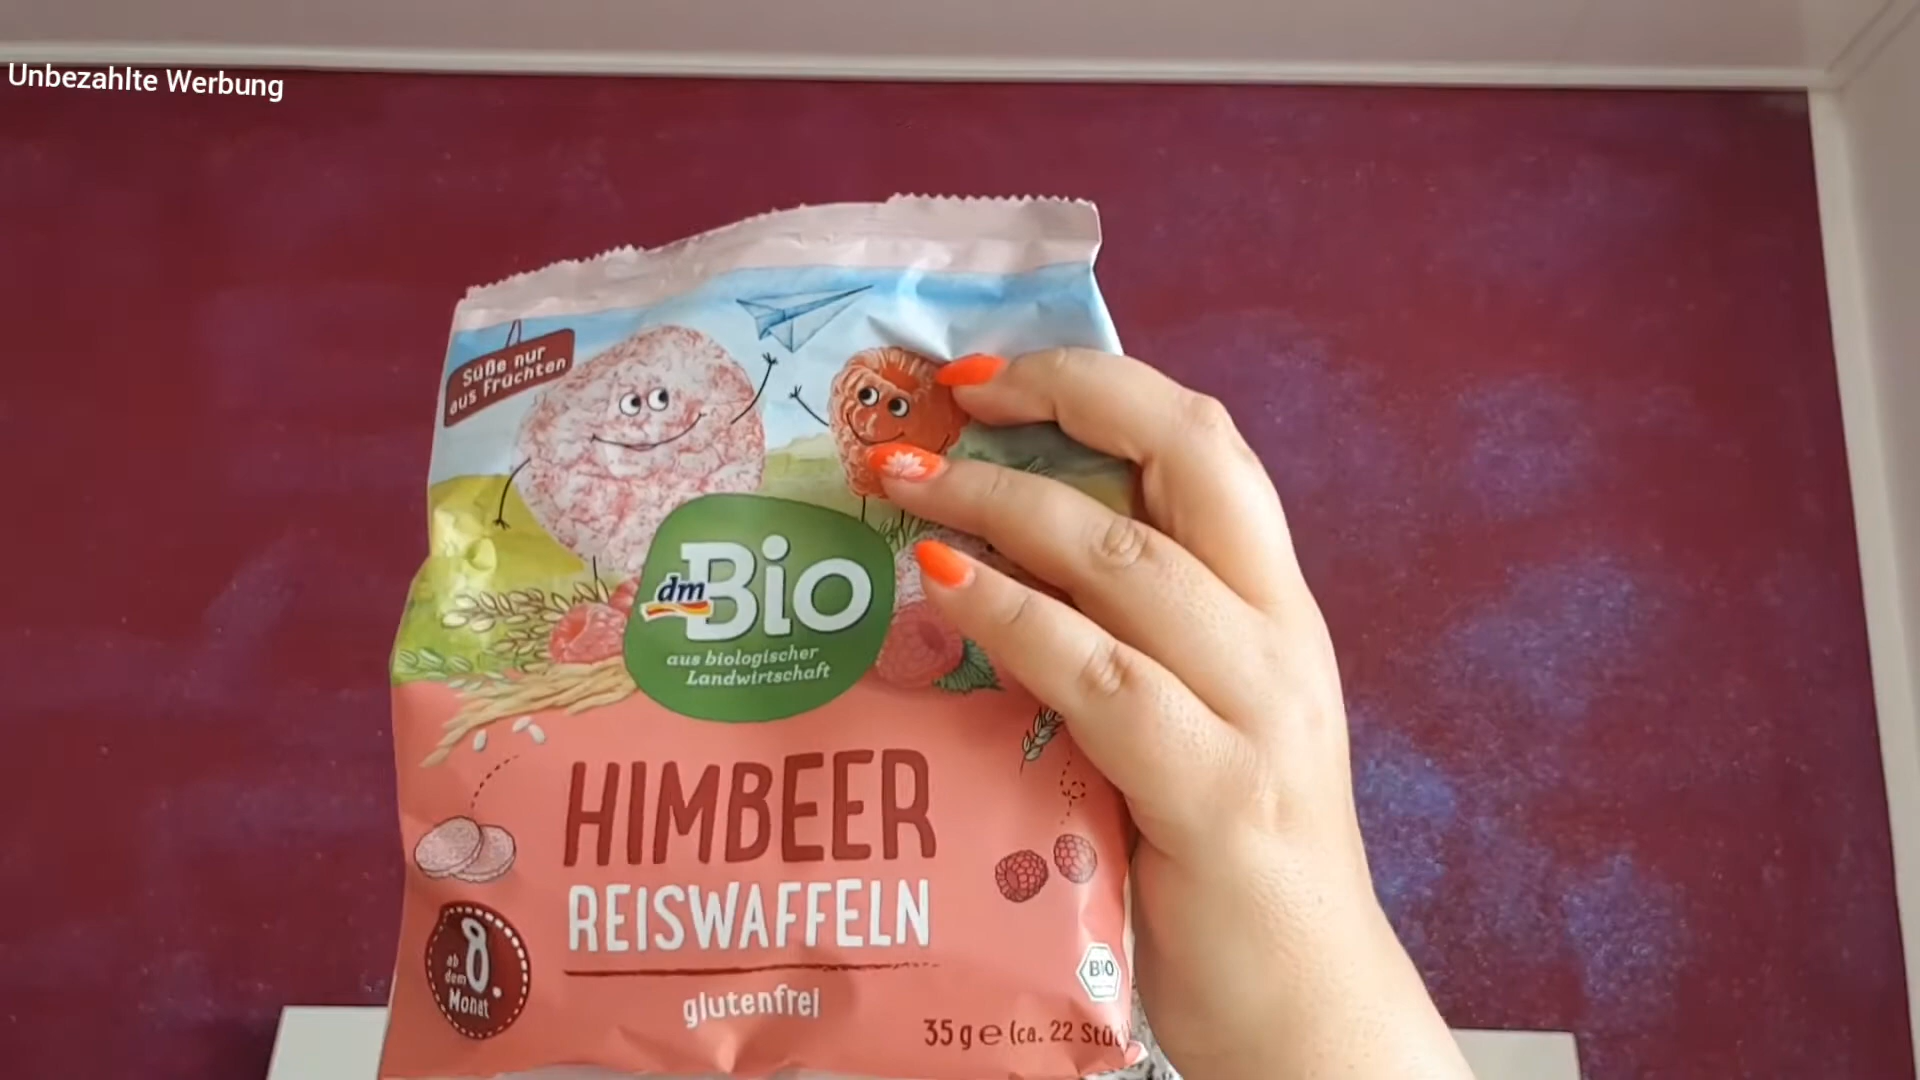 Unbezahlte Werbung
Süße nur
aus Früchten
dm Bio
aus biologischer
Landwirtschaft
HIMBEER
REISWAFFELN
glutenfrei
ab
dem
8.
Monat
BIO
35 g e (ca. 22